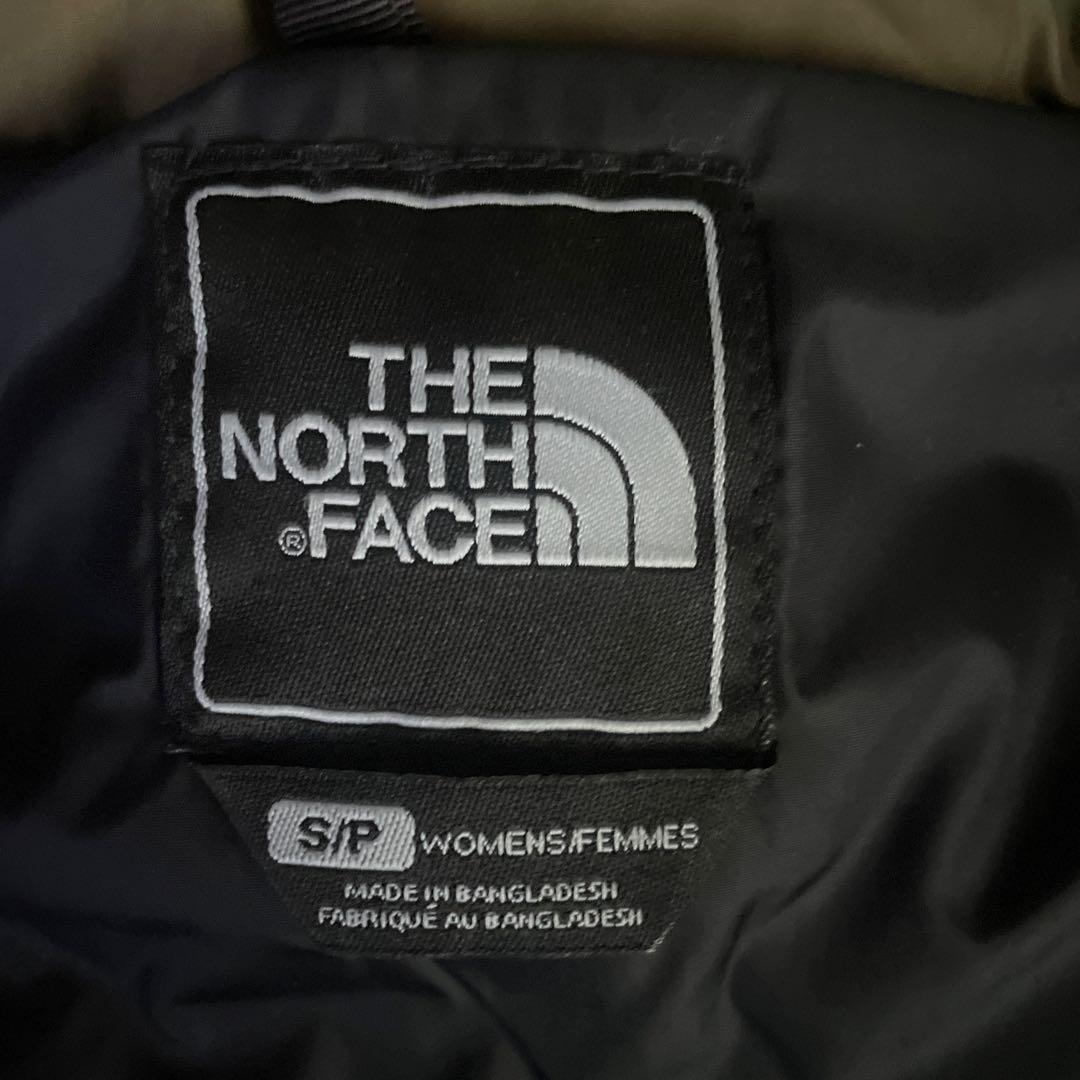 THE
NORTH
®FACE
S/P WOMENS/FEMMES
MADE IN BANGLADESH
FABRIQUÉ AU BANGLADESH